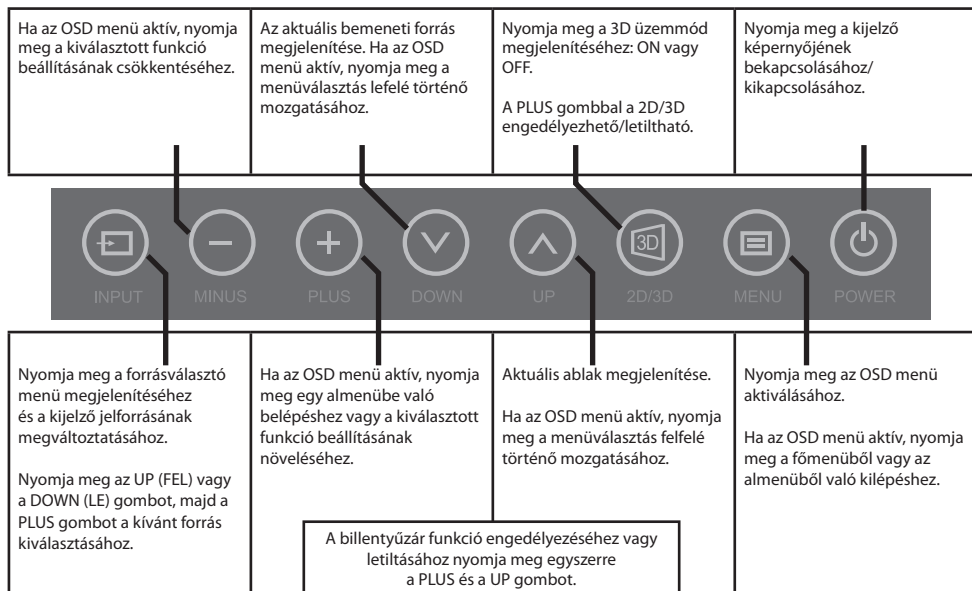 Ha az OSD menü aktív, nyomja
meg a kiválasztott funkció
beállításának csökkentéséhez.
Az aktuális bemeneti forrás
megjelenítése. Ha az OSD
menü aktív, nyomja meg a
menüválasztás lefelé történő
mozgatásához.
Nyomja meg a 3D üzemmód
megjelenítéséhez: ON vagy
OFF.
A PLUS gombbal a 2D/3D
engedélyezhető/letiltható.
Nyomja meg a kijelző
képernyőjének
bekapcsolásához/
kikapcsolásához.
3D
INPUT MINUS PLUS DOWN UP 2D/3D MENU POWER
Nyomja meg a forrásválasztó
menü megjelenítéséhez
és a kijelző jelforrásának
megváltoztatásához.
Nyomja meg az UP (FEL) vagy
a DOWN (LE) gombot, majd a
PLUS gombot a kívánt forrás
kiválasztásához.
Ha az OSD menü aktív, nyomja
meg egy almenübe való
belépéshez vagy a kiválasztott
funkció beállításának
növeléséhez.
Aktuális ablak megjelenítése.
Ha az OSD menü aktív, nyomja
meg a menüválasztás felfelé
történő mozgatásához.
Nyomja meg az OSD menü
aktiválásához.
Ha az OSD menü aktív, nyomja
meg a főmenüből vagy az
almenüből való kilépéshez.
A billentyűzár funkció engedélyezéséhez vagy
letiltásához nyomja meg egyszerre
a PLUS és a UP gombot.